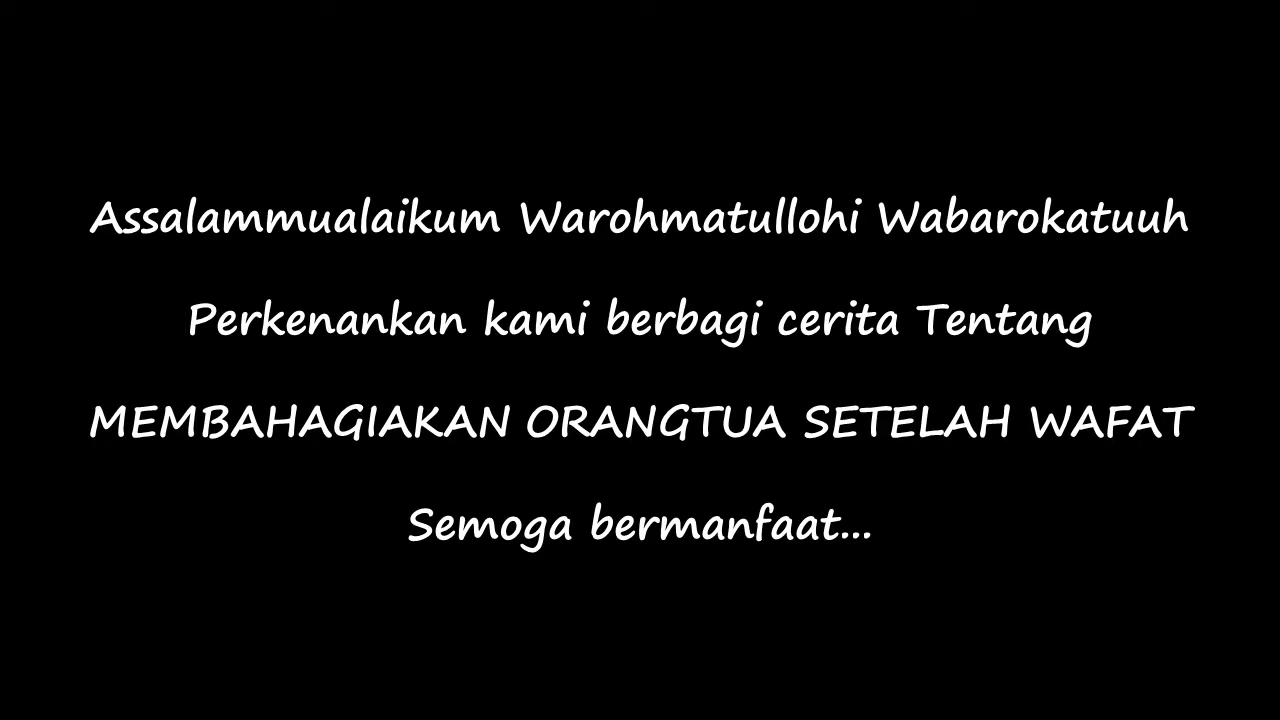 Assalammualaikum Warohmatullohi Wabarokatuuh
Perkenankan kami berbagi cerita Tentang
MEMBAHAGIAKAN ORANGTUA SETELAH WAFAT
Semoga bermanfaat...